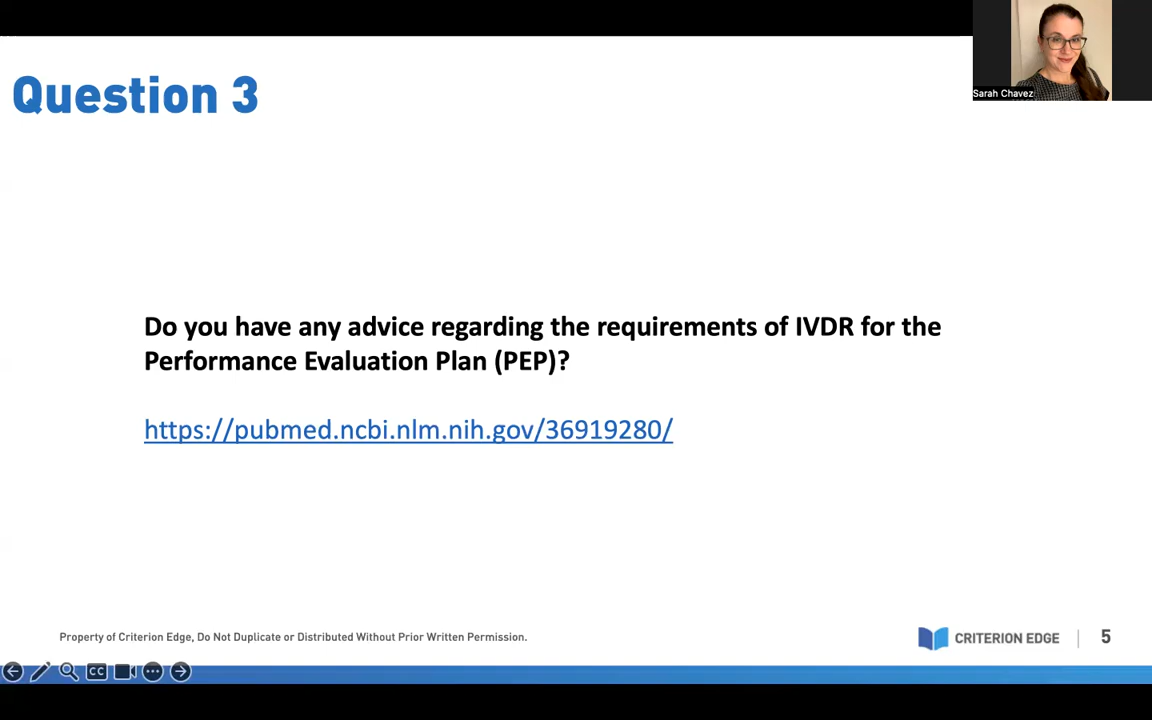 Question 3
Sarah Chavez
Do you have any advice regarding the requirements of IVDR for the
Performance Evaluation Plan (PEP)?
https://pubmed.ncbi.nlm.nih.gov/36919280/
Property of Criterion Edge, Do Not Duplicate or Distributed Without Prior Written Permission.
CRITERION EDGE | 5
CC